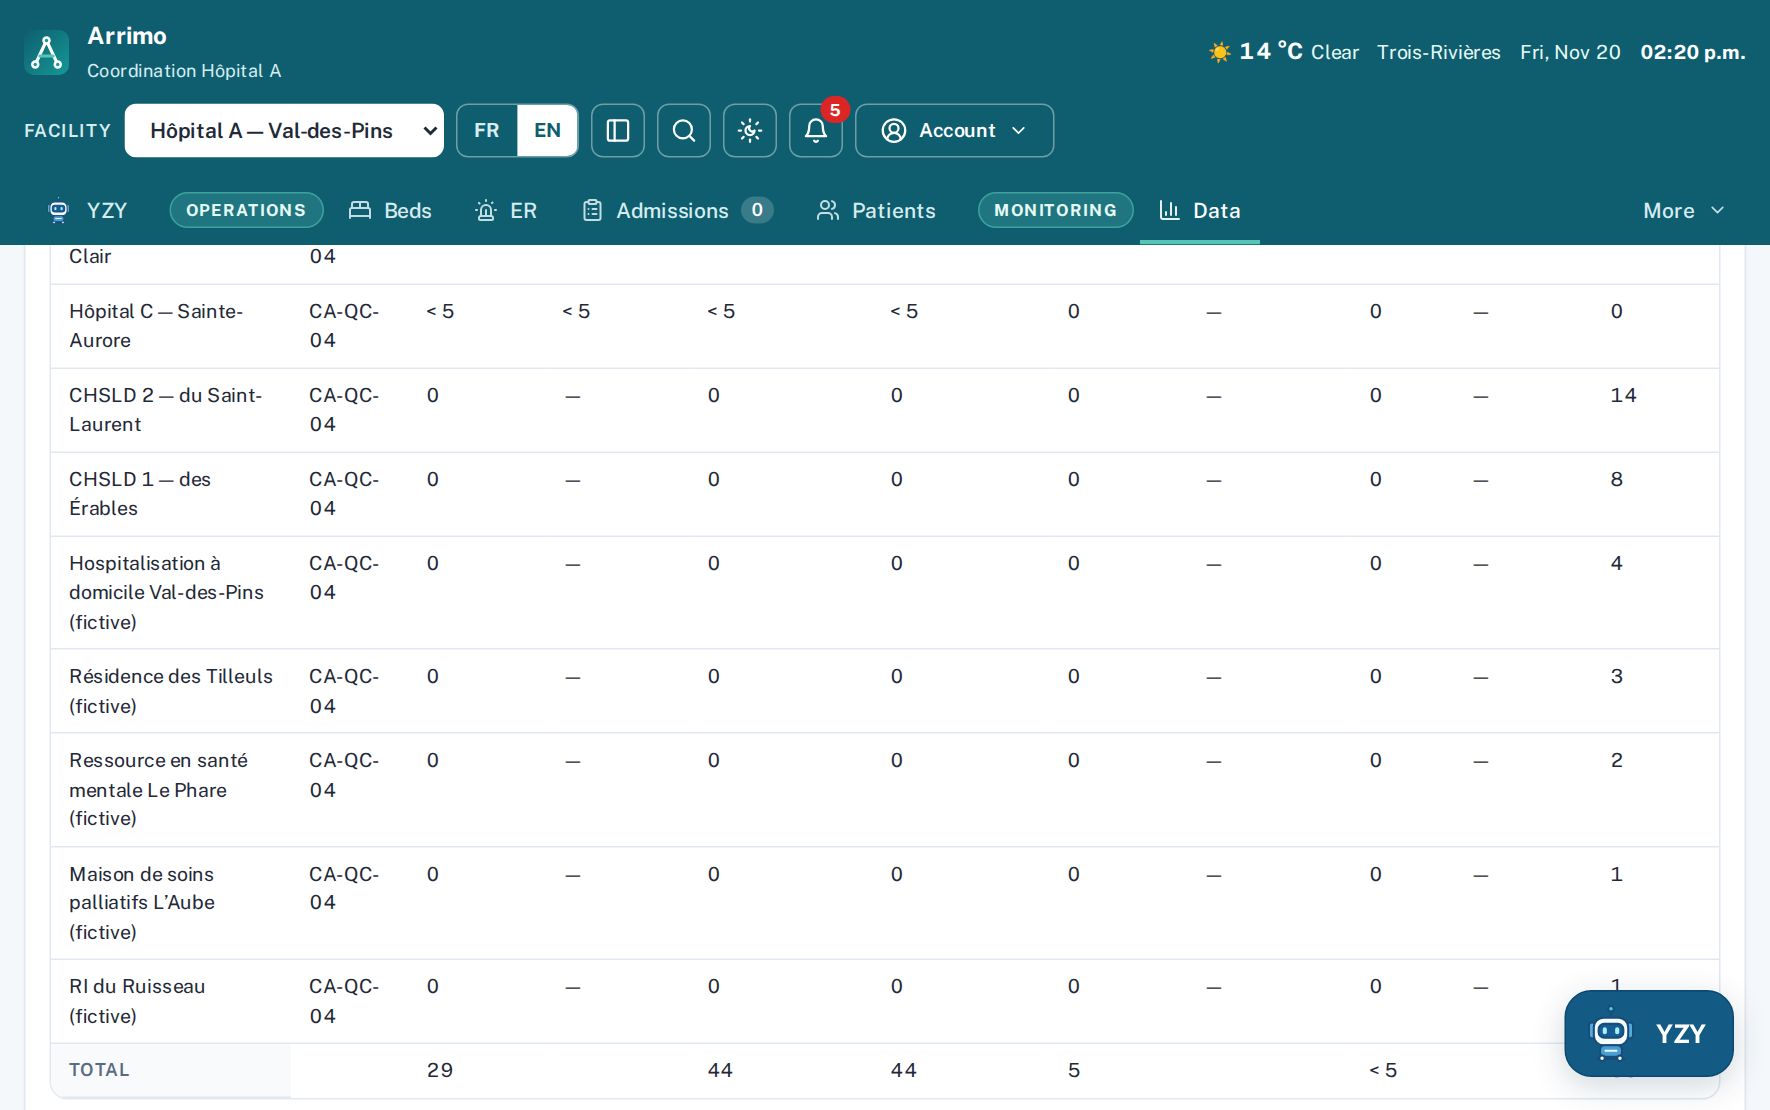 Arrimo
Coordination Hôpital A
☀️ 14 °C Clear Trois-Rivières Fri, Nov 20 02:20 p.m.
FACILITY Hôpital A — Val-des-Pins FR EN 5 Account
YZY OPERATIONS Beds ER Admissions 0 Patients MONITORING Data More
Clair 04
Hôpital C — Sainte- CA-QC- < 5 < 5 < 5 < 5 0 — 0 — 0
Aurore 04
CHSLD 2 — du Saint- CA-QC- 0 — 0 0 0 — 0 — 14
Laurent 04
CHSLD 1 — des CA-QC- 0 — 0 0 0 — 0 — 8
Érables 04
Hospitalisation à CA-QC- 0 — 0 0 0 — 0 — 4
domicile Val-des-Pins 04
(fictive)
Résidence des Tilleuls CA-QC- 0 — 0 0 0 — 0 — 3
(fictive) 04
Ressource en santé CA-QC- 0 — 0 0 0 — 0 — 2
mentale Le Phare 04
(fictive)
Maison de soins CA-QC- 0 — 0 0 0 — 0 — 1
palliatifs L’Aube 04
(fictive)
RI du Ruisseau CA-QC- 0 — 0 0 0 — 0 — 1
(fictive) 04
YZY
TOTAL 29 44 44 5 < 5